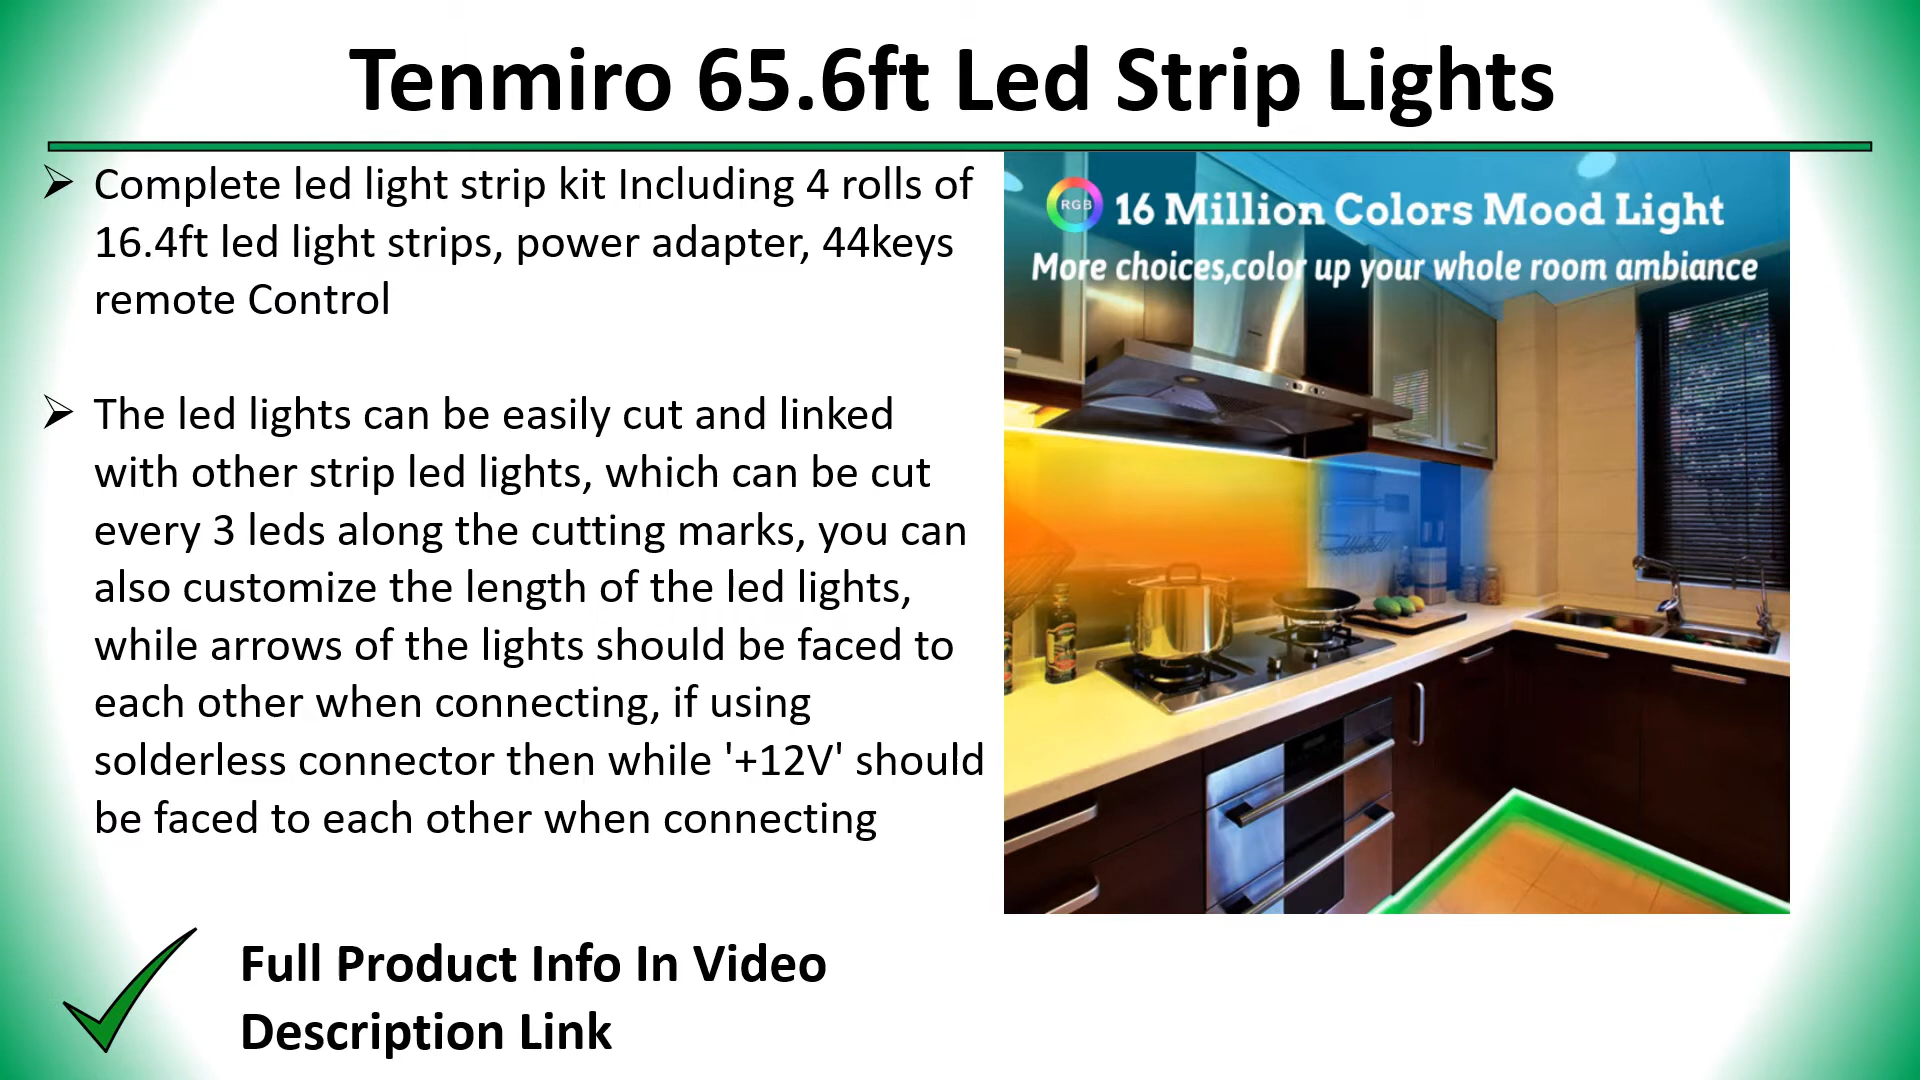 Tenmiro 65.6ft Led Strip Lights
Complete led light strip kit Including 4 rolls of
16.4ft led light strips, power adapter, 44keys
remote Control
The led lights can be easily cut and linked
with other strip led lights, which can be cut
every 3 leds along the cutting marks, you can
also customize the length of the led lights,
while arrows of the lights should be faced to
each other when connecting, if using
solderless connector then while '+12V' should
be faced to each other when connecting
RGB
16 Million Colors Mood Light
More choices,color up your whole room ambiance
Full Product Info In Video
Description Link